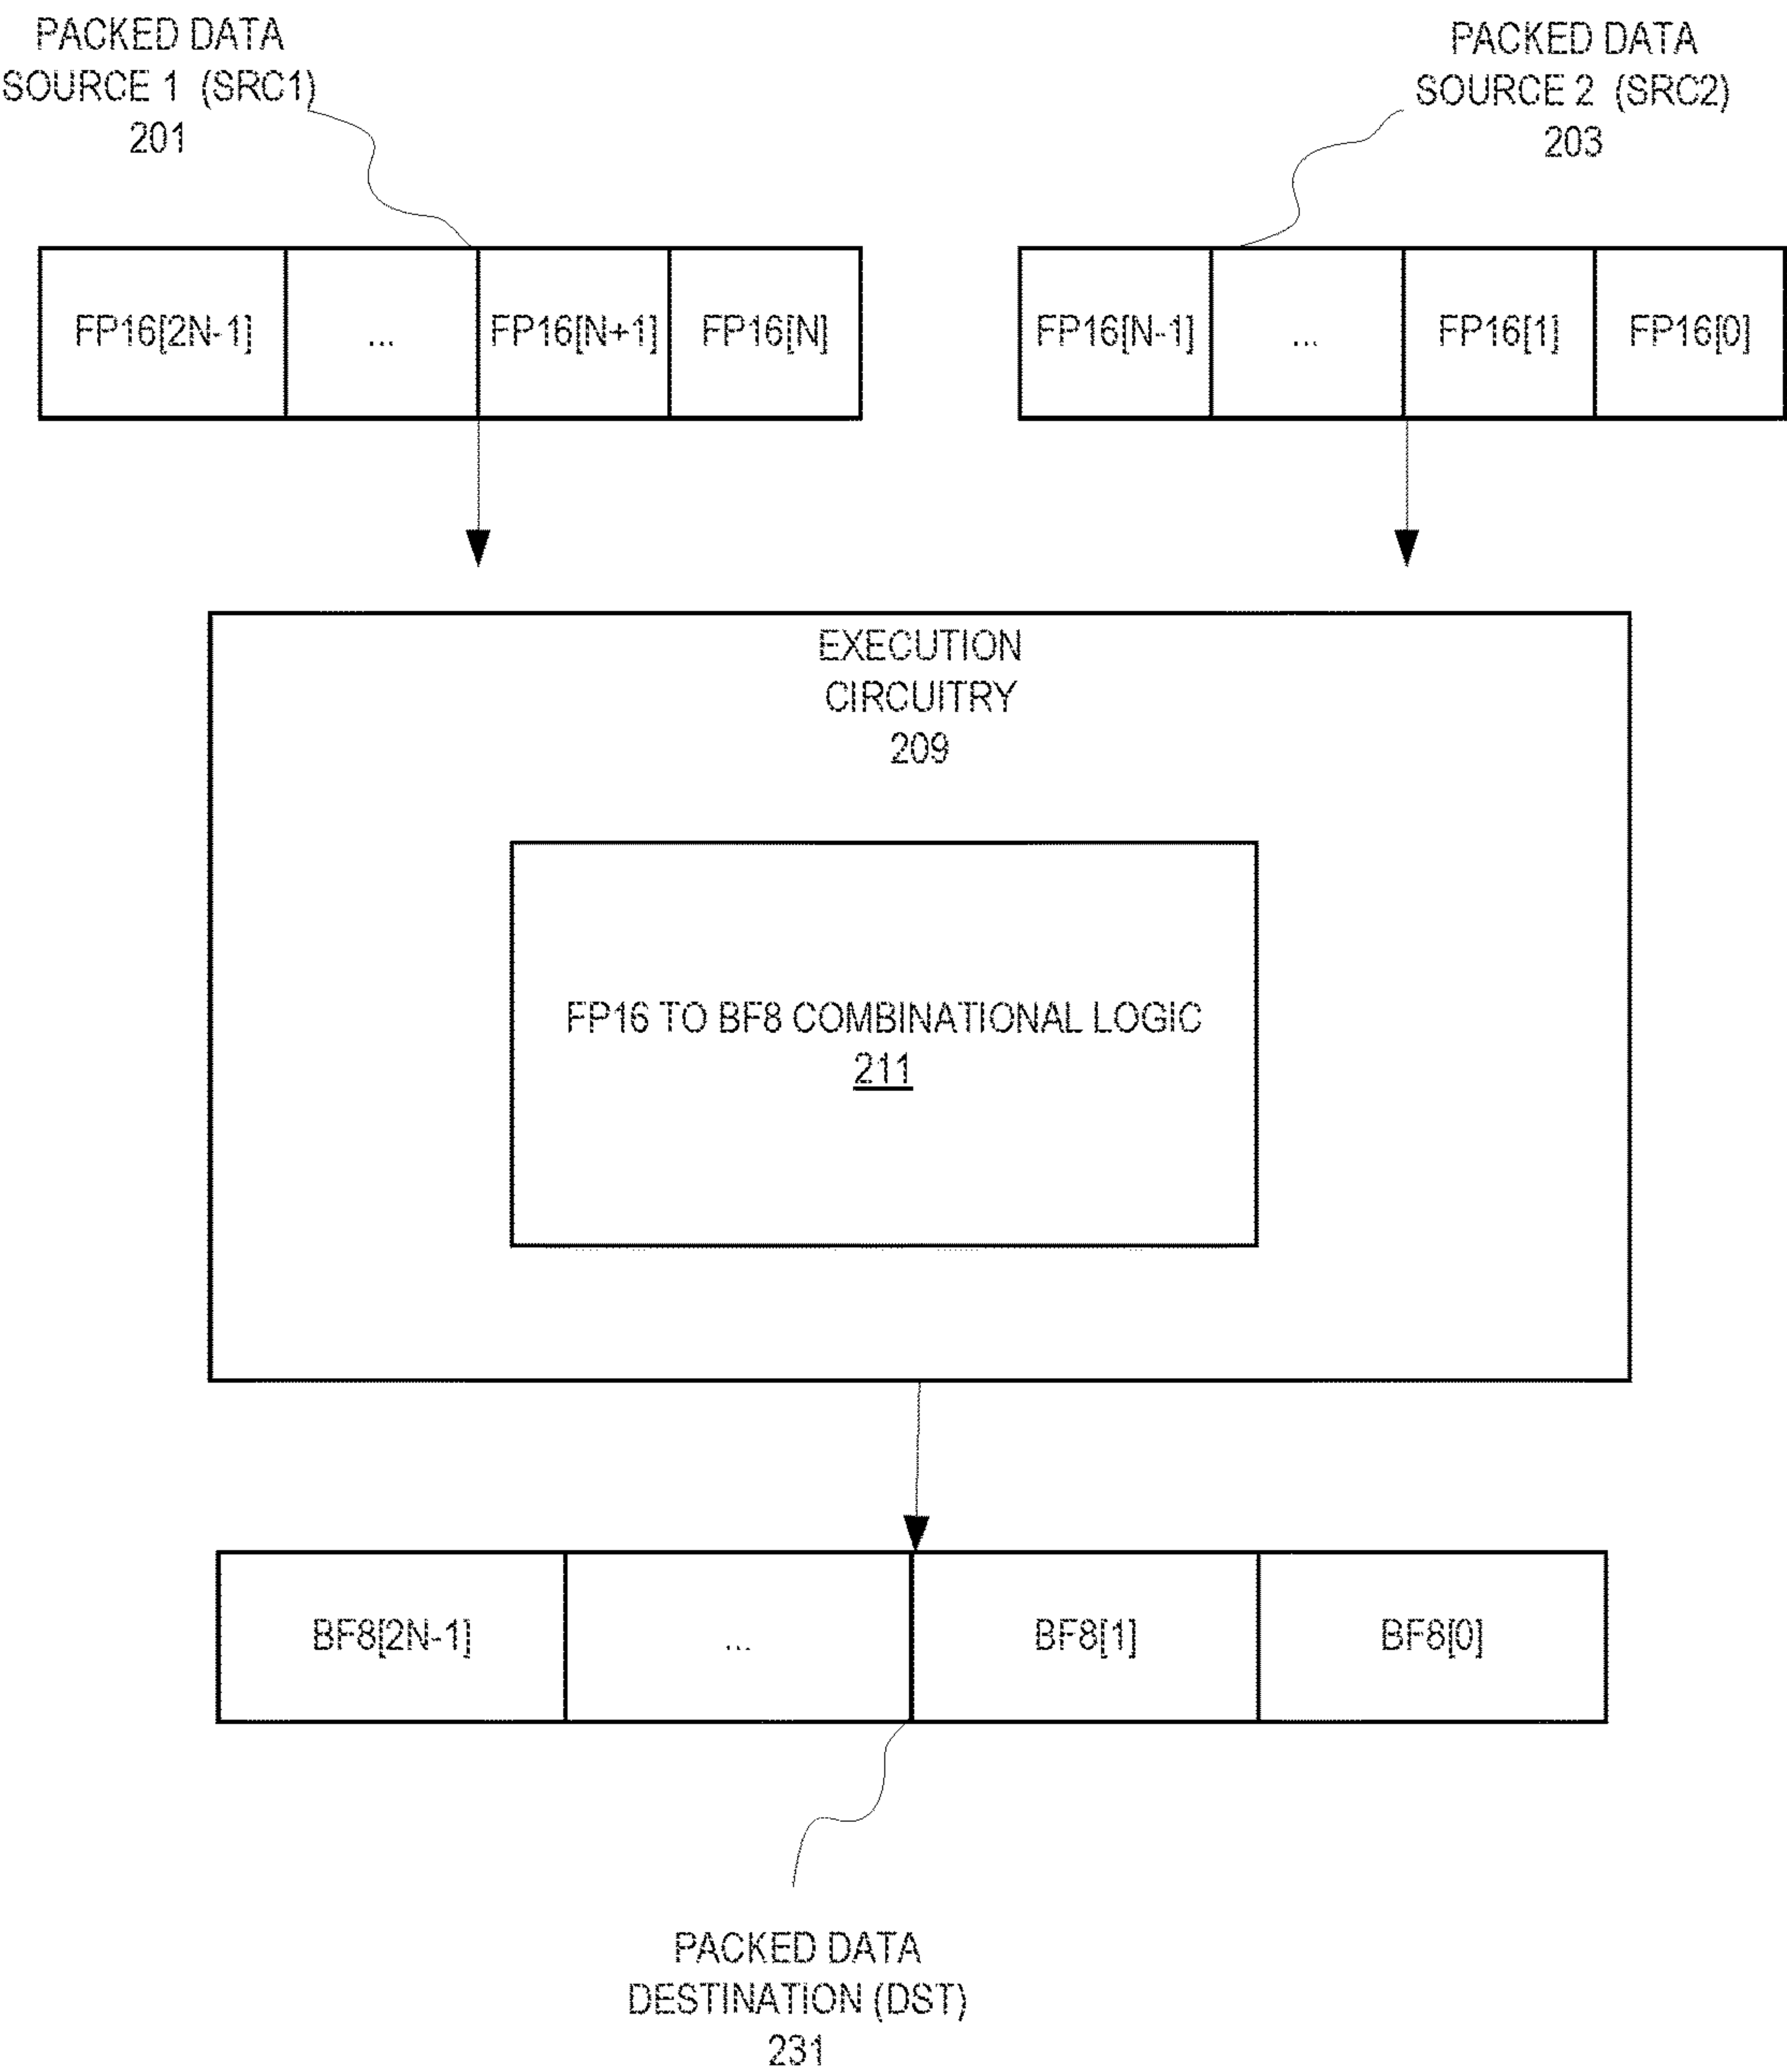 PACKED DATA
SOURCE 1 (SRC1)
201
PACKED DATA
SOURCE 2 (SRC2)
203
FP16[2N-1] ... FP16[N+1] FP16[N]
FP16[N-1] ... FP16[1] FP16[0]
EXECUTION
CIRCUITRY
209
FP16 TO BF8 COMBINATIONAL LOGIC
211
BF8[2N-1] ... BF8[1] BF8[0]
PACKED DATA
DESTINATION (DST)
231